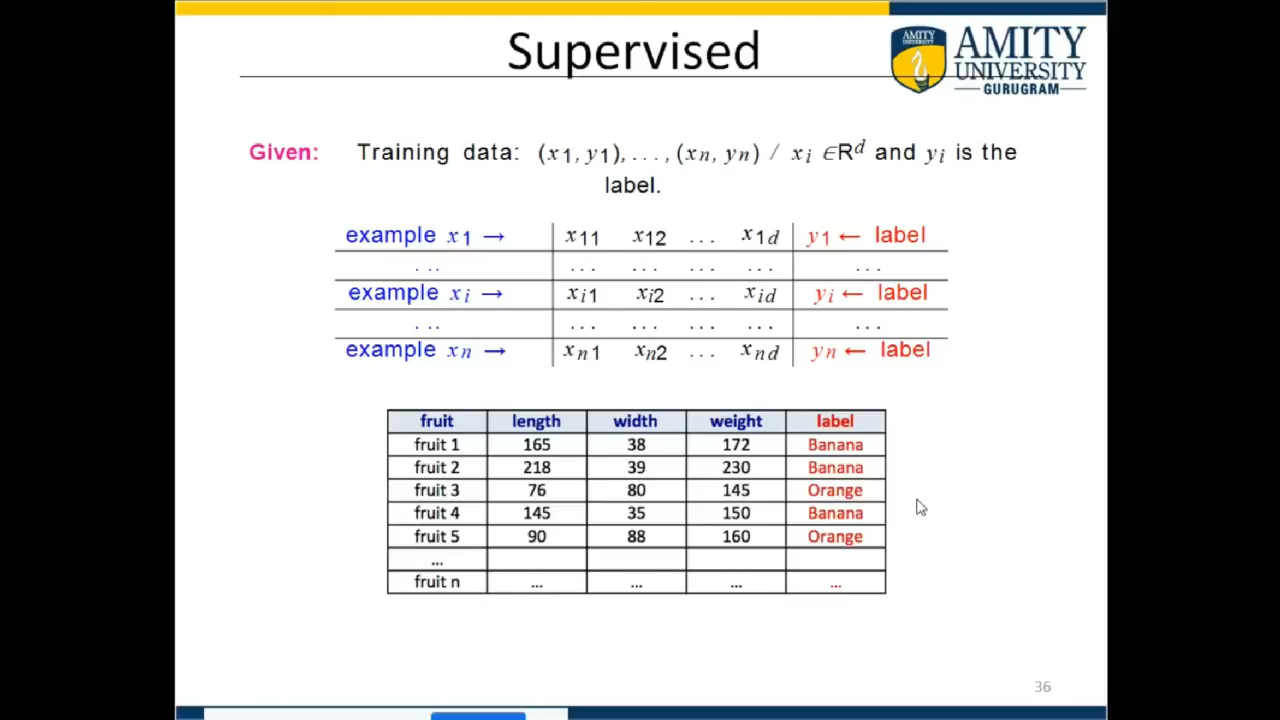 Supervised
AMITY
UNIVERSITY
AMITY
UNIVERSITY
GURUGRAM
Given: Training data: (x1, y1), . . . , (xn, yn) / xi ∈ R^d and yi is the
label.
example x1 → x11 x12 ... x1d y1 ← label
... ... ... ... ... ...
example xi → xi1 xi2 ... xid yi ← label
... ... ... ... ... ...
example xn → xn1 xn2 ... xnd yn ← label
fruit length width weight label
fruit 1 165 38 172 Banana
fruit 2 218 39 230 Banana
fruit 3 76 80 145 Orange
fruit 4 145 35 150 Banana
fruit 5 90 88 160 Orange
...
fruit n ... ... ... ...
36